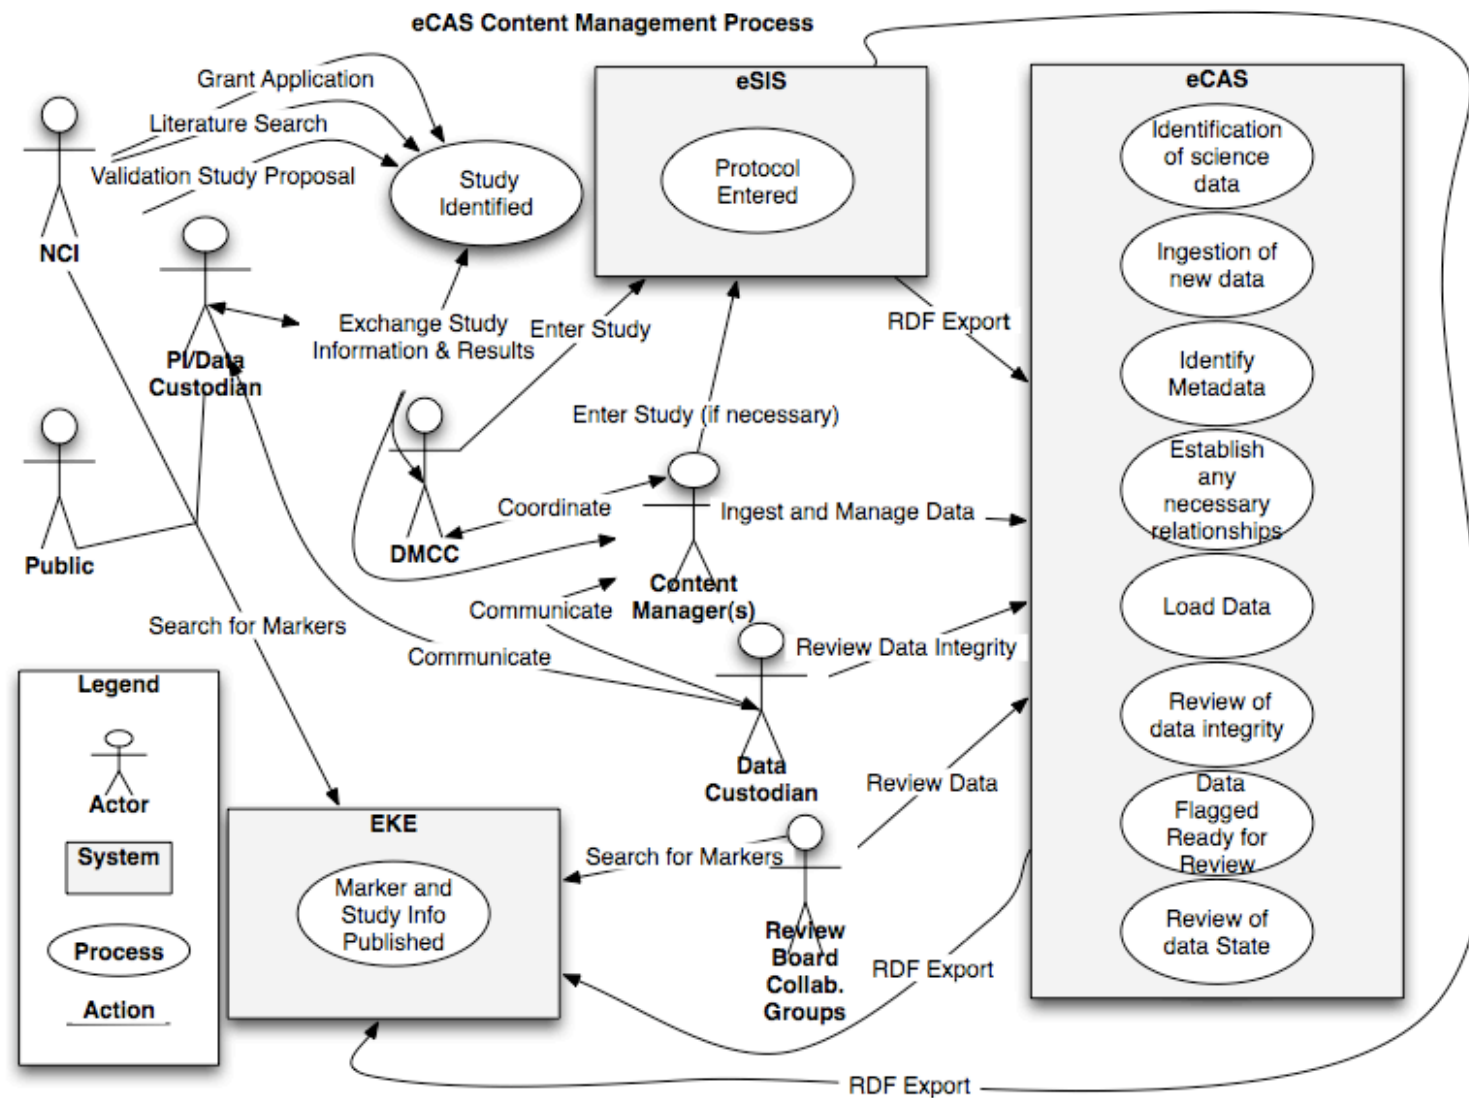 eCAS Content Management Process
Grant Application
Literature Search
Validation Study Proposal
NCI
Study
Identified
eSIS
Protocol
Entered
eCAS
Identification
of science
data
Ingestion of
new data
Identify
Metadata
Establish
any
necessary
relationships
Load Data
Review of
data integrity
Data
Flagged
Ready for
Review
Review of
data State
PI/Data
Custodian
Exchange Study
Information & Results
Enter Study
RDF Export
Enter Study (if necessary)
Public
DMCC
Coordinate
Ingest and Manage Data
Content
Manager(s)
Communicate
Search for Markers
Communicate
Review Data Integrity
Data
Custodian
Review Data
Legend
Actor
System
Process
Action
EKE
Marker and
Study Info
Published
Search for Markers
Review
Board
Collab.
Groups
RDF Export
RDF Export